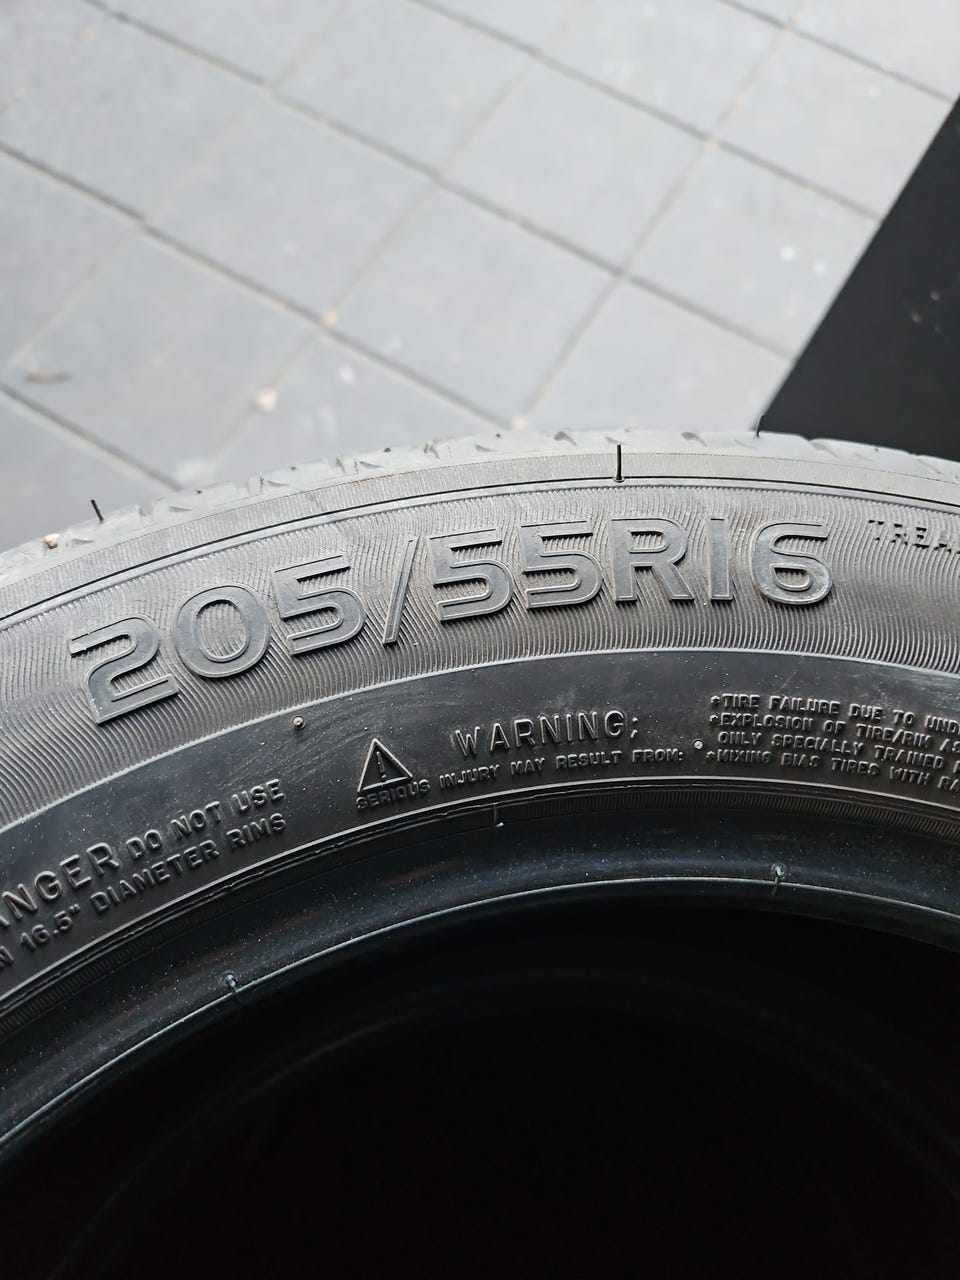 205/55R16
WARNING:
SERIOUS INJURY MAY RESULT FROM:
•TIRE FAILURE DUE TO
•EXPLOSION OF TIRE/RIM
ONLY SPECIALLY TRAINED
•MIXING BIAS TIRES WITH
DO NOT USE
16.5" DIAMETER RIMS